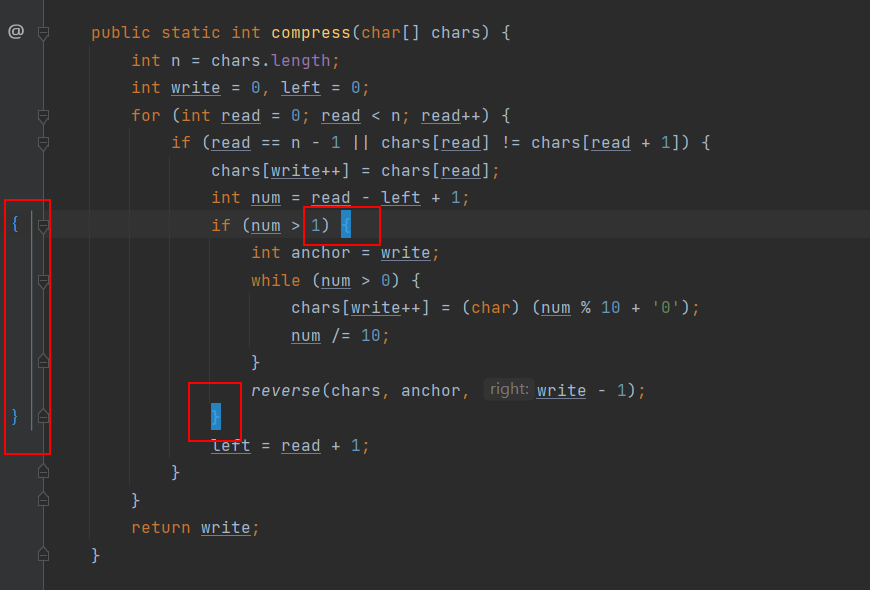 @ public static int compress(char[] chars) {
int n = chars.length;
int write = 0, left = 0;
for (int read = 0; read < n; read++) {
if (read == n - 1 || chars[read] != chars[read + 1]) {
chars[write++] = chars[read];
int num = read - left + 1;
{ if (num > 1) {
int anchor = write;
while (num > 0) {
chars[write++] = (char) (num % 10 + '0');
num /= 10;
}
reverse(chars, anchor, right: write - 1);
} }
left = read + 1;
}
}
return write;
}